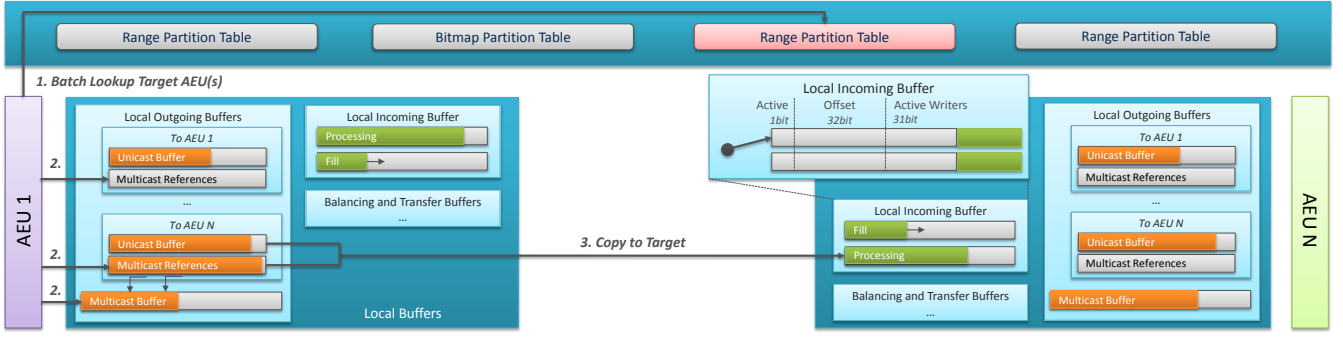 Range Partition Table
Bitmap Partition Table
Range Partition Table
Range Partition Table
1. Batch Lookup Target AEU(s)
AEU 1
2.
2.
2.
Local Outgoing Buffers
To AEU 1
Unicast Buffer
Multicast References
...
To AEU N
Unicast Buffer
Multicast References
Multicast Buffer
Local Incoming Buffer
Processing
Fill
Balancing and Transfer Buffers
...
Local Buffers
3. Copy to Target
Local Incoming Buffer
Active
1bit
Offset
32bit
Active Writers
31bit
Local Incoming Buffer
Fill
Processing
Balancing and Transfer Buffers
...
Local Outgoing Buffers
To AEU 1
Unicast Buffer
Multicast References
...
To AEU N
Unicast Buffer
Multicast References
Multicast Buffer
AEU N